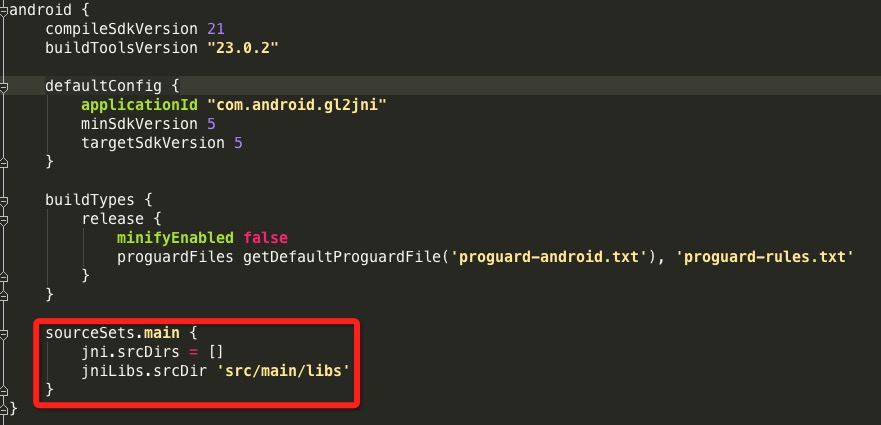 android {
    compileSdkVersion 21
    buildToolsVersion "23.0.2"

    defaultConfig {
        applicationId "com.android.gl2jni"
        minSdkVersion 5
        targetSdkVersion 5
    }

    buildTypes {
        release {
            minifyEnabled false
            proguardFiles getDefaultProguardFile('proguard-android.txt'), 'proguard-rules.txt'
        }
    }

    sourceSets.main {
        jni.srcDirs = []
        jniLibs.srcDir 'src/main/libs'
    }
}